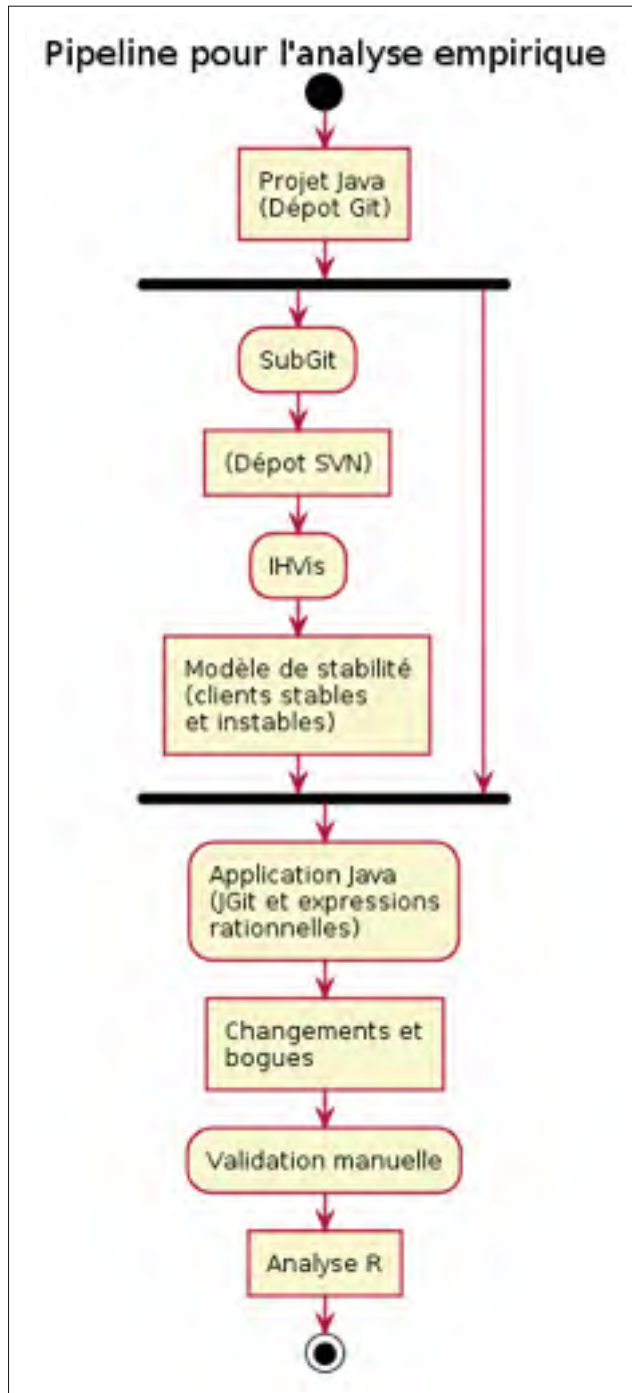 Pipeline pour l'analyse empirique
Projet Java
(Dépot Git)
SubGit
(Dépot SVN)
IHVis
Modèle de stabilité
(clients stables
et instables)
Application Java
(JGit et expressions
rationnelles)
Changements et
bogues
Validation manuelle
Analyse R